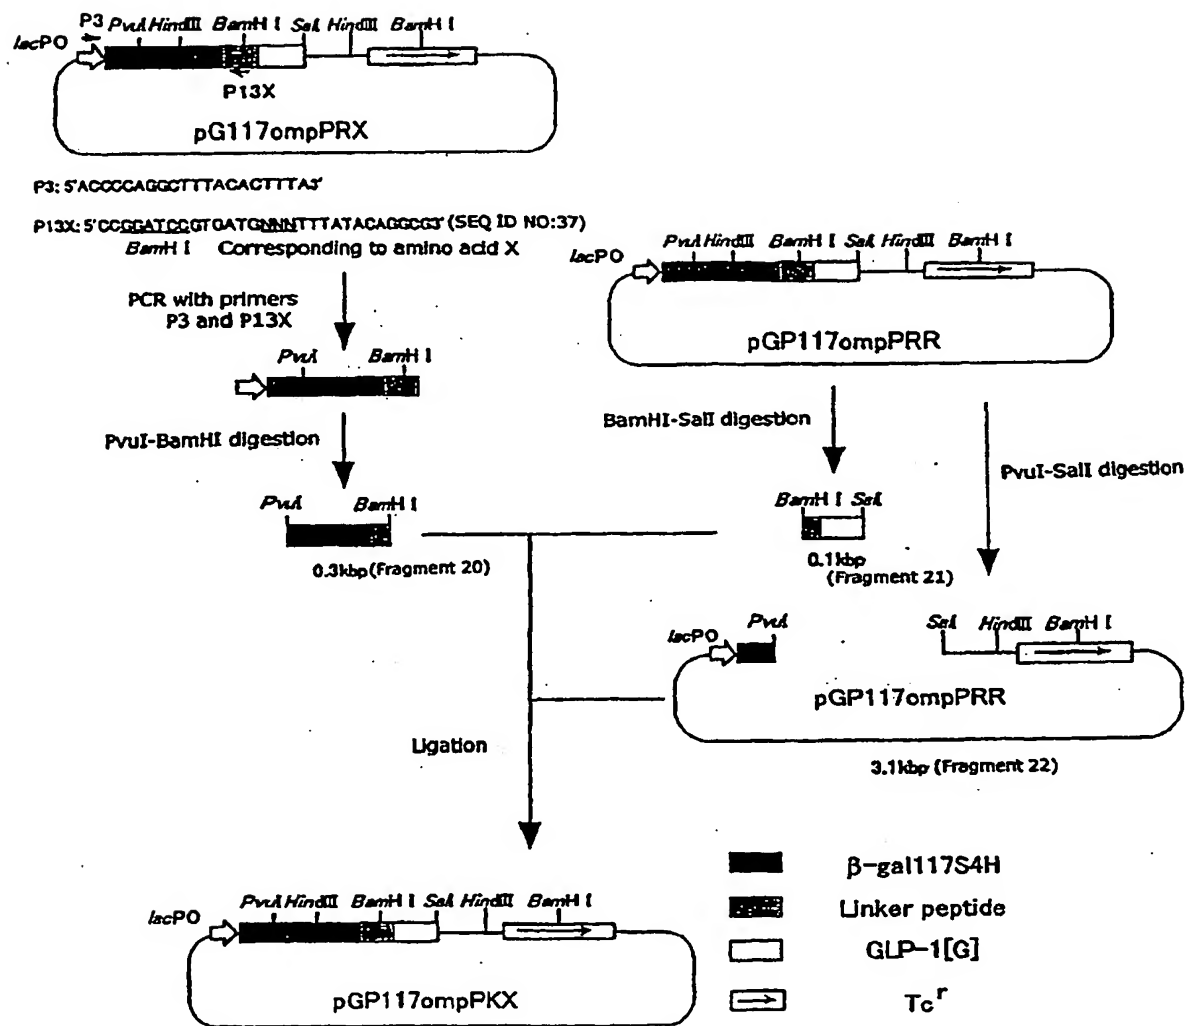 P3
PvuI HindIII BamH I SalI HindIII BamH I
lacPO
P13X
pG117ompPRX
P3: 5'ACCCCAGGCTTTACACTTTA3'
P13X: 5'CCGGATCCGTGATGNNNTTTATACAGGCG3' (SEQ ID NO:37)
BamH I Corresponding to amino acid X
PCR with primers
P3 and P13X
PvuI BamH I
PvuI-BamHI digestion
PvuI BamH I
0.3kbp (Fragment 20)
PvuI HindIII BamH I SalI HindIII BamH I
lacPO
pGP117ompPRR
BamHI-SalI digestion
PvuI-SalI digestion
BamH I SalI
0.1kbp
(Fragment 21)
lacPO PvuI SalI HindIII BamH I
pGP117ompPRR
3.1kbp (Fragment 22)
Ligation
PvuI HindIII BamH I SalI HindIII BamH I
lacPO
pGP117ompPKX
β-gal117S4H
Linker peptide
GLP-1[G]
Tc^r